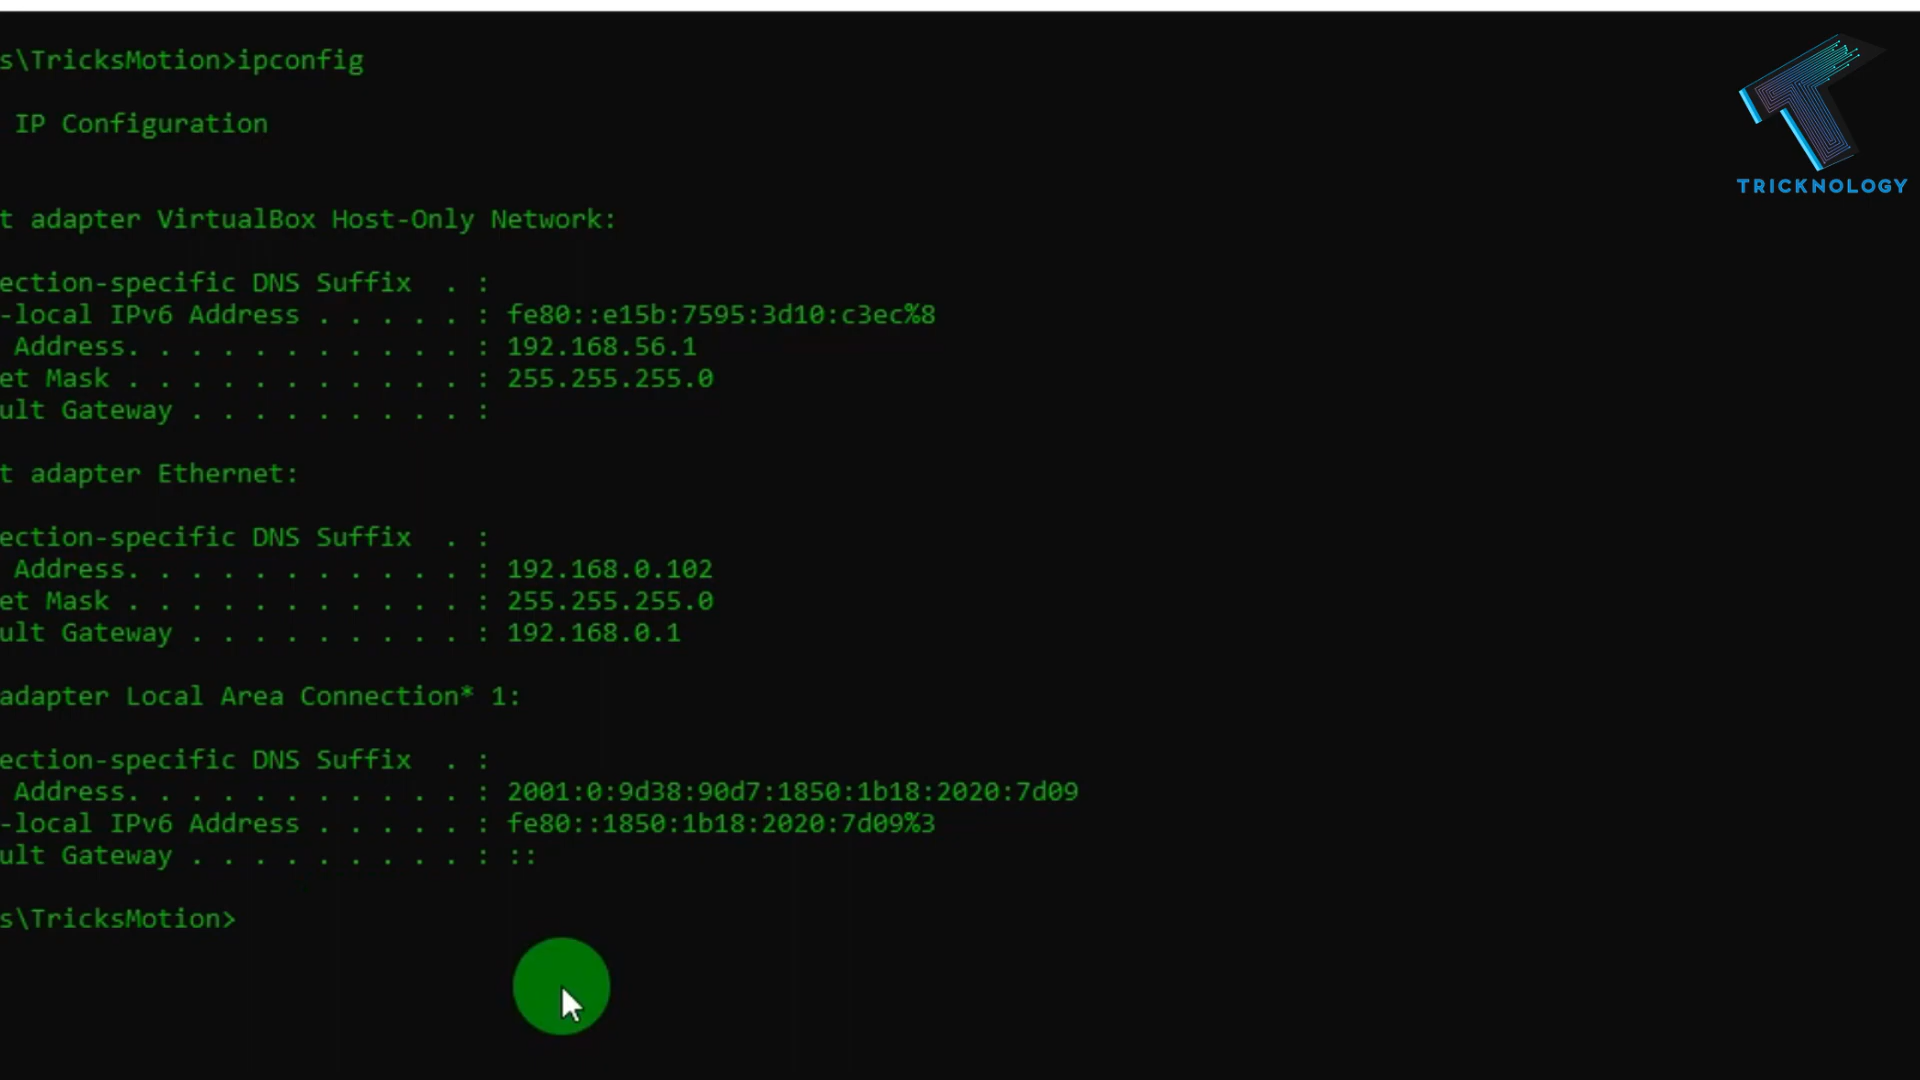 s\TricksMotion>ipconfig
IP Configuration
TRICKNOLOGY
t adapter VirtualBox Host-Only Network:
ection-specific DNS Suffix  . :
-local IPv6 Address . . . . . : fe80::e15b:7595:3d10:c3ec%8
Address. . . . . . . . . . . : 192.168.56.1
et Mask . . . . . . . . . . . : 255.255.255.0
ult Gateway . . . . . . . . . :
t adapter Ethernet:
ection-specific DNS Suffix  . :
Address. . . . . . . . . . . : 192.168.0.102
et Mask . . . . . . . . . . . : 255.255.255.0
ult Gateway . . . . . . . . . : 192.168.0.1
adapter Local Area Connection* 1:
ection-specific DNS Suffix  . :
Address. . . . . . . . . . . : 2001:0:9d38:90d7:1850:1b18:2020:7d09
-local IPv6 Address . . . . . : fe80::1850:1b18:2020:7d09%3
ult Gateway . . . . . . . . . : ::
s\TricksMotion>